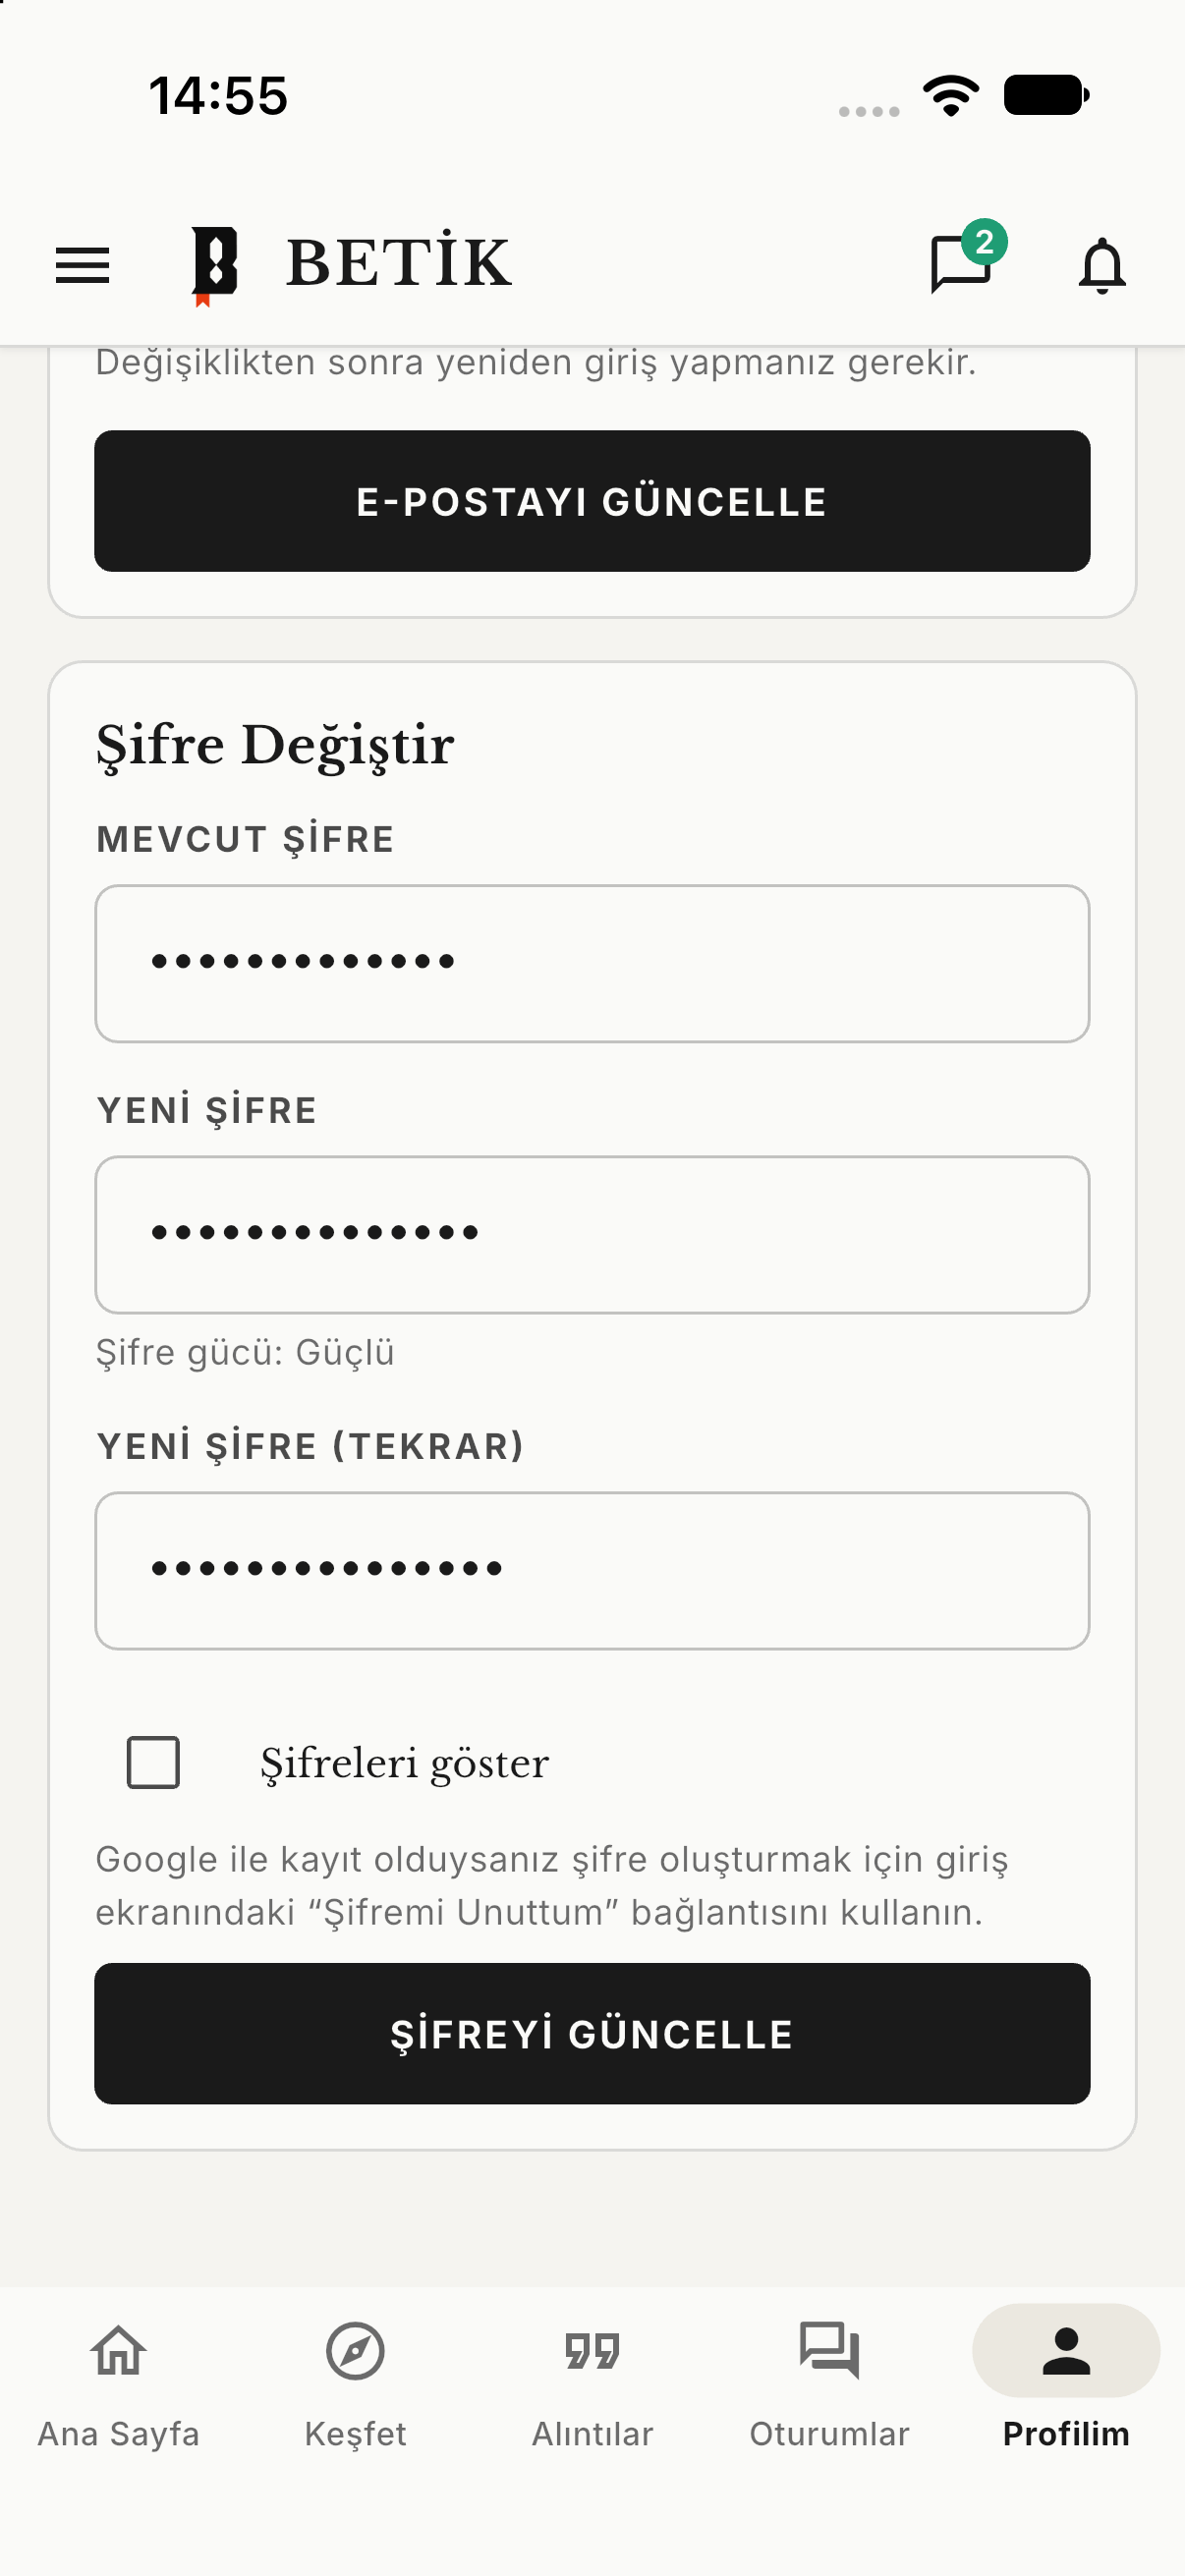 14:55
BETİK
2
Değişiklikten sonra yeniden giriş yapmanız gerekir.
E-POSTAYI GÜNCELLE
Şifre Değiştir
MEVCUT ŞİFRE
•••••••••••••
YENİ ŞİFRE
••••••••••••••
Şifre gücü: Güçlü
YENİ ŞİFRE (TEKRAR)
•••••••••••••••
Şifreleri göster
Google ile kayıt olduysanız şifre oluşturmak için giriş
ekranındaki “Şifremi Unuttum” bağlantısını kullanın.
ŞİFREYİ GÜNCELLE
Ana Sayfa
Keşfet
Alıntılar
Oturumlar
Profilim